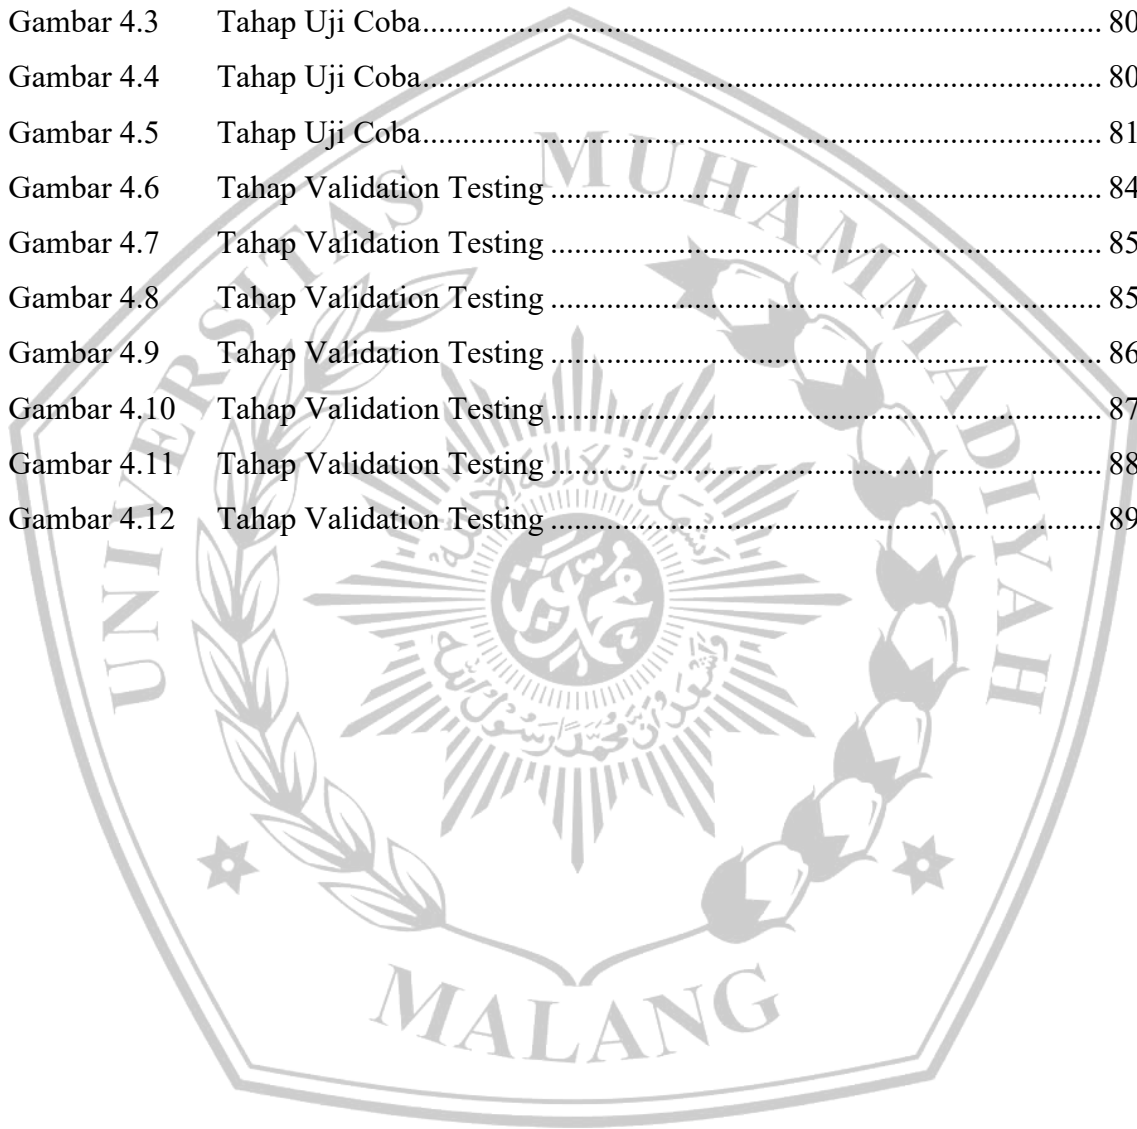 Gambar 4.3 Tahap Uji Coba.................................................................................... 80
Gambar 4.4 Tahap Uji Coba.................................................................................... 80
Gambar 4.5 Tahap Uji Coba.................................................................................... 81
Gambar 4.6 Tahap Validation Testing .................................................................... 84
Gambar 4.7 Tahap Validation Testing .................................................................... 85
Gambar 4.8 Tahap Validation Testing .................................................................... 85
Gambar 4.9 Tahap Validation Testing .................................................................... 86
Gambar 4.10 Tahap Validation Testing .................................................................... 87
Gambar 4.11 Tahap Validation Testing .................................................................... 88
Gambar 4.12 Tahap Validation Testing .................................................................... 89
UNIVERSITAS MUHAMMADIYAH
MALANG